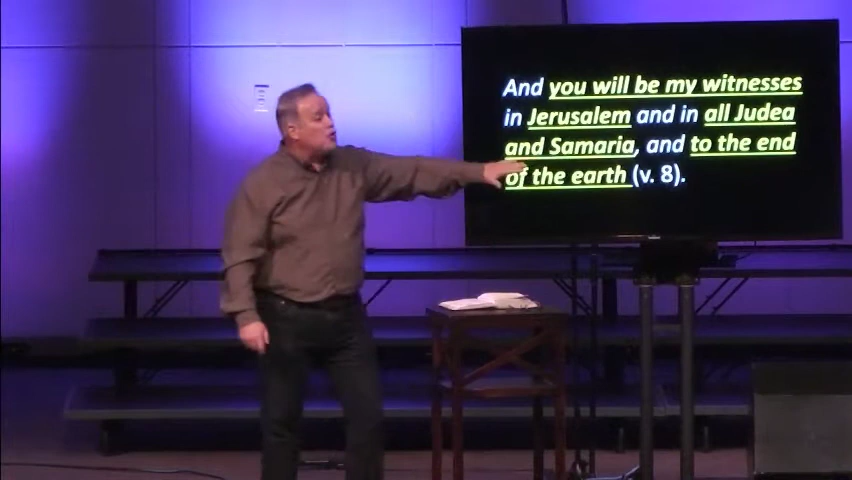 And you will be my witnesses
in Jerusalem and in all Judea
and Samaria, and to the end
of the earth (v. 8).